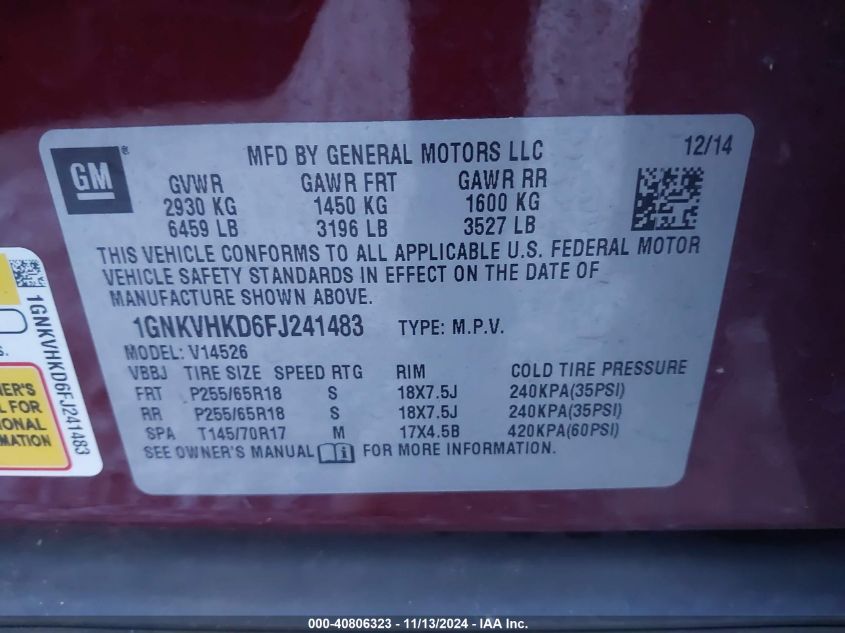 GM ®
MFD BY GENERAL MOTORS LLC 12/14
GVWR GAWR FRT GAWR RR
2930 KG 1450 KG 1600 KG
6459 LB 3196 LB 3527 LB
THIS VEHICLE CONFORMS TO ALL APPLICABLE U.S. FEDERAL MOTOR
VEHICLE SAFETY STANDARDS IN EFFECT ON THE DATE OF
MANUFACTURE SHOWN ABOVE.
1GNKVHKD6FJ241483 TYPE: M.P.V.
MODEL: V14526
VBBJ TIRE SIZE SPEED RTG RIM COLD TIRE PRESSURE
FRT P255/65R18 S 18X7.5J 240KPA(35PSI)
RR P255/65R18 S 18X7.5J 240KPA(35PSI)
SPA T145/70R17 M 17X4.5B 420KPA(60PSI)
SEE OWNER'S MANUAL FOR MORE INFORMATION.
1GNKVHKD6FJ241483
NER'S
L FOR
IONAL
MATION
000-40806323 - 11/13/2024 - IAA Inc.